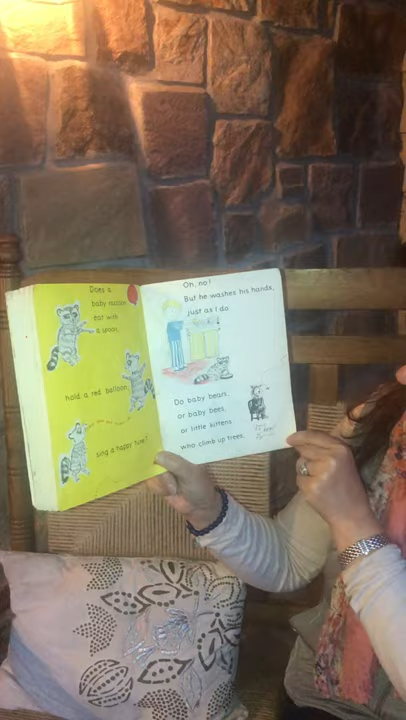 Does a
baby raccoon
eat with
a spoon,
hold a red balloon,
sing a happy tune?
Oh, no!
But he washes his hands,
just as I do.
Do baby bears,
or baby bees,
or little kittens
who climb up trees,